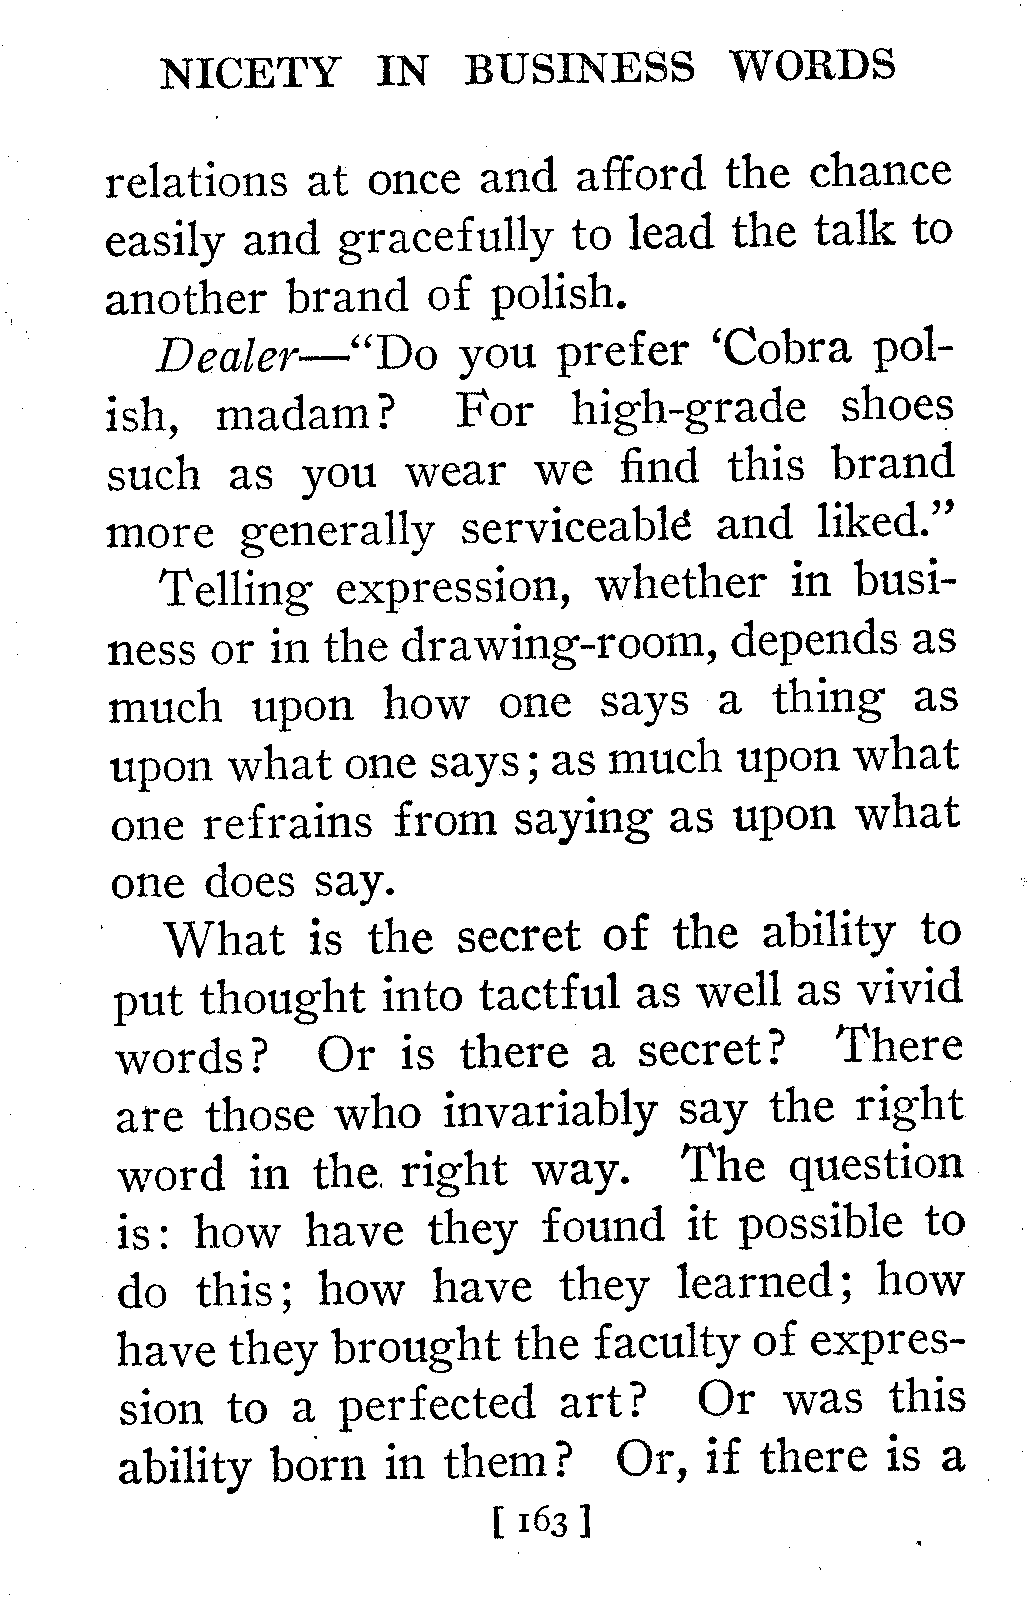 NICETY IN BUSINESS WORDS
relations at once and afford the chance
easily and gracefully to lead the talk to
another brand of polish.
Dealer—“Do you prefer ‘Cobra pol-
ish, madam? For high-grade shoes
such as you wear we find this brand
more generally serviceable and liked.”
Telling expression, whether in busi-
ness or in the drawing-room, depends as
much upon how one says a thing as
upon what one says; as much upon what
one refrains from saying as upon what
one does say.
What is the secret of the ability to
put thought into tactful as well as vivid
words? Or is there a secret? There
are those who invariably say the right
word in the right way. The question
is: how have they found it possible to
do this; how have they learned; how
have they brought the faculty of expres-
sion to a perfected art? Or was this
ability born in them? Or, if there is a
[ 163 ]